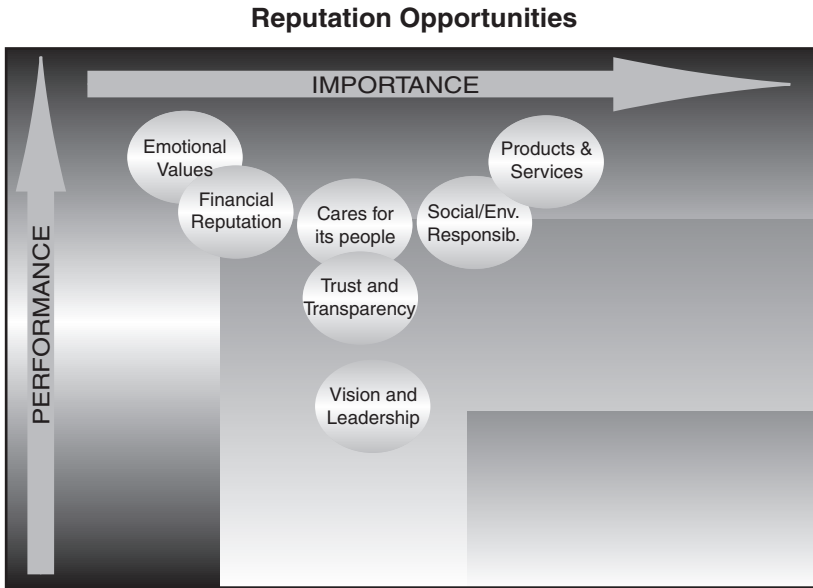 Reputation Opportunities
IMPORTANCE
PERFORMANCE
Emotional
Values
Financial
Reputation
Cares for
its people
Social/Env.
Responsib.
Products &
Services
Trust and
Transparency
Vision and
Leadership